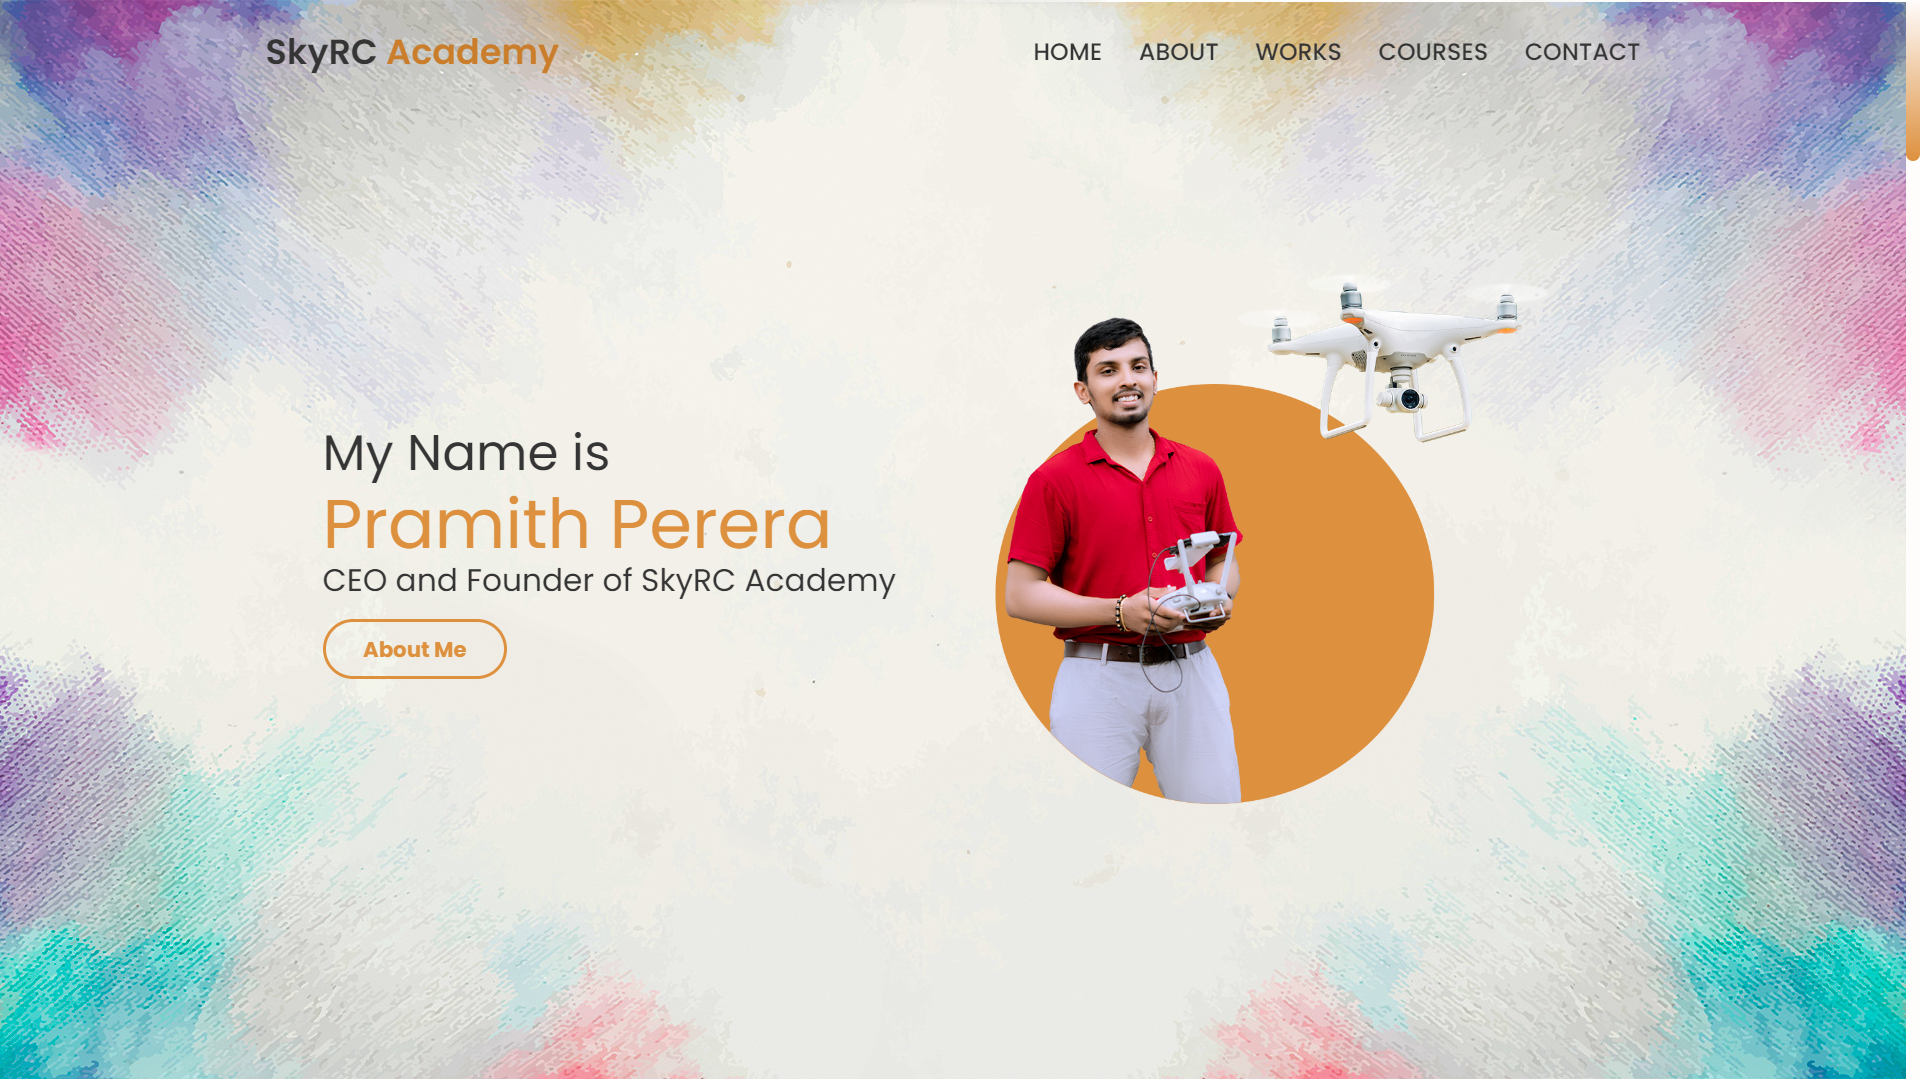 SkyRC Academy
HOME ABOUT WORKS COURSES CONTACT
My Name is
Pramith Perera
CEO and Founder of SkyRC Academy
About Me